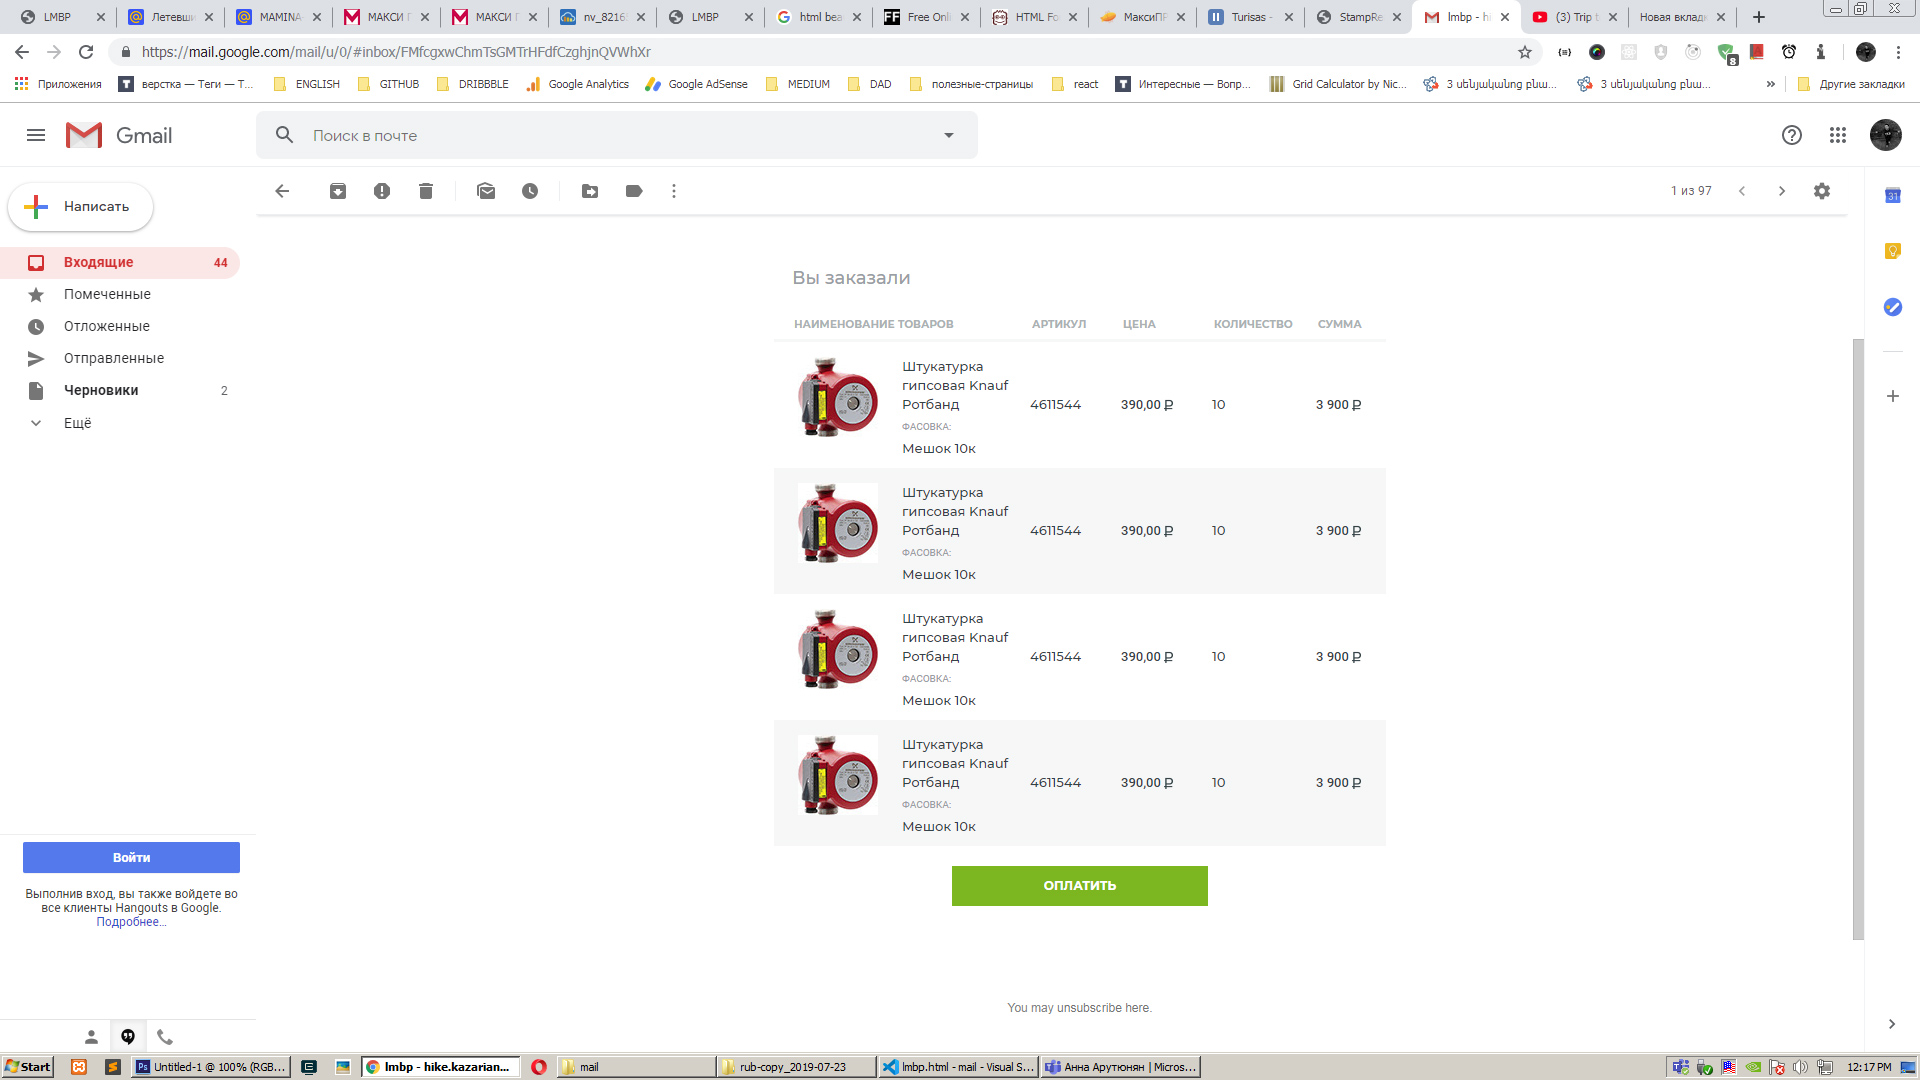 LMBP
Летевши
MAMINA
МАКСИ Г
МАКСИ Г
nv_8216
LMBP
html bea
Free Onli
HTML Fo
МаксиПР
Turisas -
StampRe
lmbp - hi
(3) Trip t
Новая вкладк
https://mail.google.com/mail/u/0/#inbox/FMfcgxwChmTsGMTrHFdfCzghjnQVWhXr
8
Приложения
верстка — Теги — Т...
ENGLISH
GITHUB
DRIBBBLE
Google Analytics
Google AdSense
MEDIUM
DAD
полезные-страницы
react
Интересные — Вопр...
Grid Calculator by Nic...
3 սենյականոց բնա...
3 սենյականոց բնա...
»
Другие закладки
Gmail
Поиск в почте
Написать
1 из 97
31
Входящие 44
Помеченные
Отложенные
Отправленные
Черновики 2
Ещё
Вы заказали
НАИМЕНОВАНИЕ ТОВАРОВ АРТИКУЛ ЦЕНА КОЛИЧЕСТВО СУММА
Штукатурка
гипсовая Knauf
Ротбанд 4611544 390,00 ₽ 10 3 900 ₽
ФАСОВКА:
Мешок 10к
Штукатурка
гипсовая Knauf
Ротбанд 4611544 390,00 ₽ 10 3 900 ₽
ФАСОВКА:
Мешок 10к
Штукатурка
гипсовая Knauf
Ротбанд 4611544 390,00 ₽ 10 3 900 ₽
ФАСОВКА:
Мешок 10к
Штукатурка
гипсовая Knauf
Ротбанд 4611544 390,00 ₽ 10 3 900 ₽
ФАСОВКА:
Мешок 10к
ОПЛАТИТЬ
Войти
Выполнив вход, вы также войдете во
все клиенты Hangouts в Google.
Подробнее...
You may unsubscribe here.
Start
Untitled-1 @ 100% (RGB...
lmbp - hike.kazarian...
mail
rub-copy_2019-07-23
lmbp.html - mail - Visual S...
Анна Арутюнян | Micros...
12:17 PM